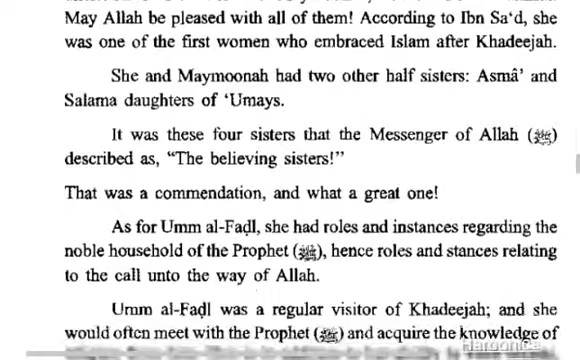 May Allah be pleased with all of them! According to Ibn Sa‘d, she
was one of the first women who embraced Islam after Khadeejah.
She and Maymoonah had two other half sisters: Asmâ’ and
Salama daughters of ‘Umays.
It was these four sisters that the Messenger of Allah (ﷺ)
described as, “The believing sisters!”
That was a commendation, and what a great one!
As for Umm al-Faḍl, she had roles and instances regarding the
noble household of the Prophet (ﷺ), hence roles and stances relating
to the call unto the way of Allah.
Umm al-Faḍl was a regular visitor of Khadeejah; and she
would often meet with the Prophet (ﷺ) and acquire the knowledge of